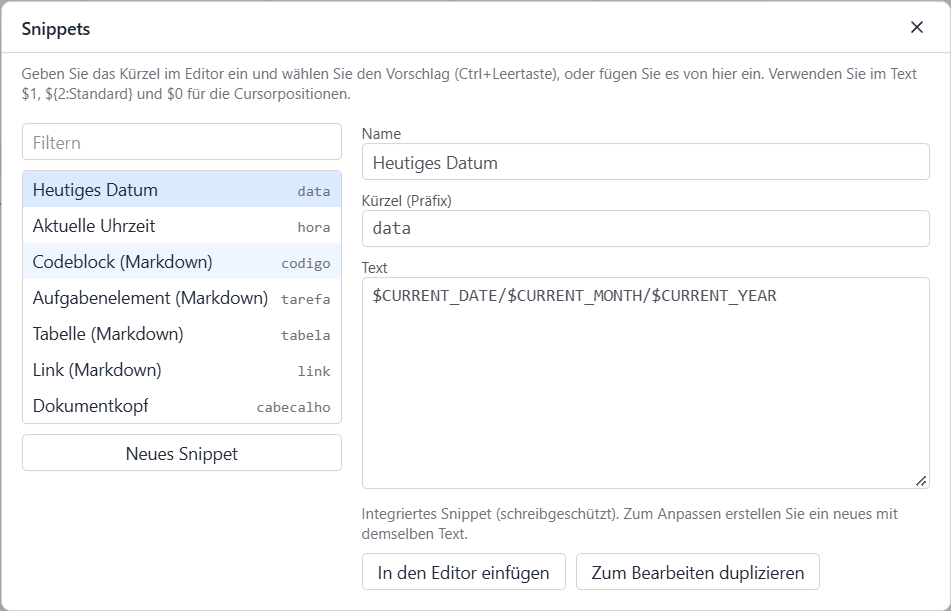 Snippets
Geben Sie das Kürzel im Editor ein und wählen Sie den Vorschlag (Ctrl+Leertaste), oder fügen Sie es von hier ein. Verwenden Sie im Text
$1, ${2:Standard} und $0 für die Cursorpositionen.
Filtern
Heutiges Datum data
Aktuelle Uhrzeit hora
Codeblock (Markdown) codigo
Aufgabenelement (Markdown) tarefa
Tabelle (Markdown) tabela
Link (Markdown) link
Dokumentkopf cabecalho
Neues Snippet
Name
Heutiges Datum
Kürzel (Präfix)
data
Text
$CURRENT_DATE/$CURRENT_MONTH/$CURRENT_YEAR
Integriertes Snippet (schreibgeschützt). Zum Anpassen erstellen Sie ein neues mit
demselben Text.
In den Editor einfügen
Zum Bearbeiten duplizieren